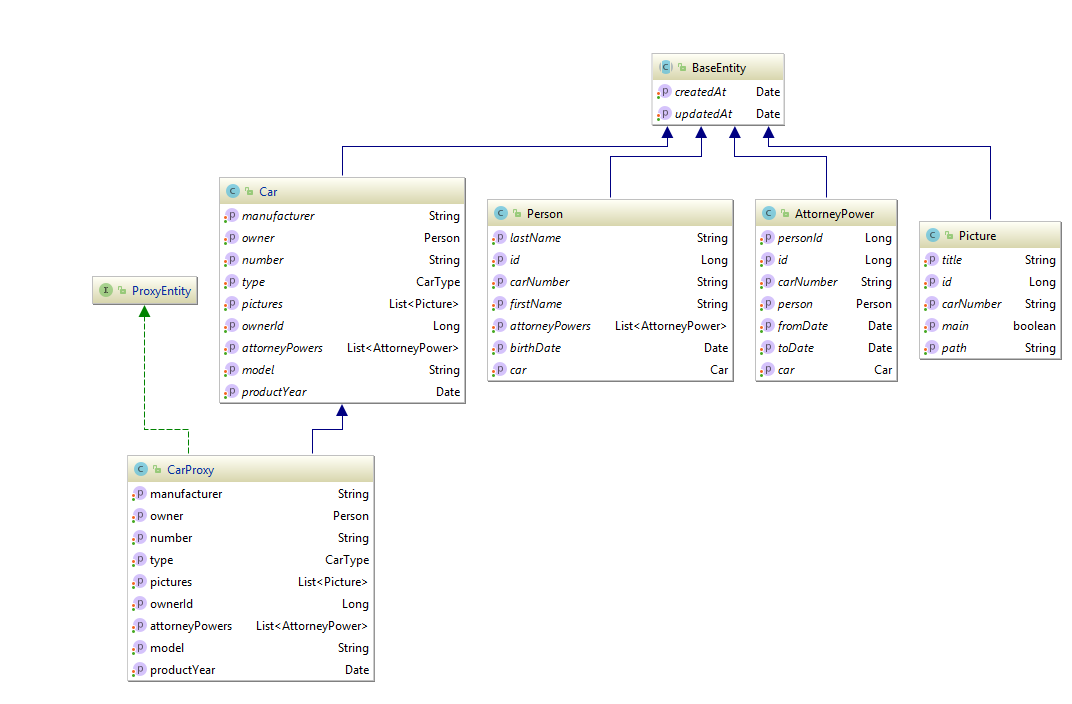 C BaseEntity
p createdAt Date
p updatedAt Date
C Car
p manufacturer String
p owner Person
p number String
p type CarType
p pictures List<Picture>
p ownerId Long
p attorneyPowers List<AttorneyPower>
p model String
p productYear Date
C Person
p lastName String
p id Long
p carNumber String
p firstName String
p attorneyPowers List<AttorneyPower>
p birthDate Date
p car Car
C AttorneyPower
p personId Long
p id Long
p carNumber String
p person Person
p fromDate Date
p toDate Date
p car Car
C Picture
p title String
p id Long
p carNumber String
p main boolean
p path String
I ProxyEntity
C CarProxy
p manufacturer String
p owner Person
p number String
p type CarType
p pictures List<Picture>
p ownerId Long
p attorneyPowers List<AttorneyPower>
p model String
p productYear Date